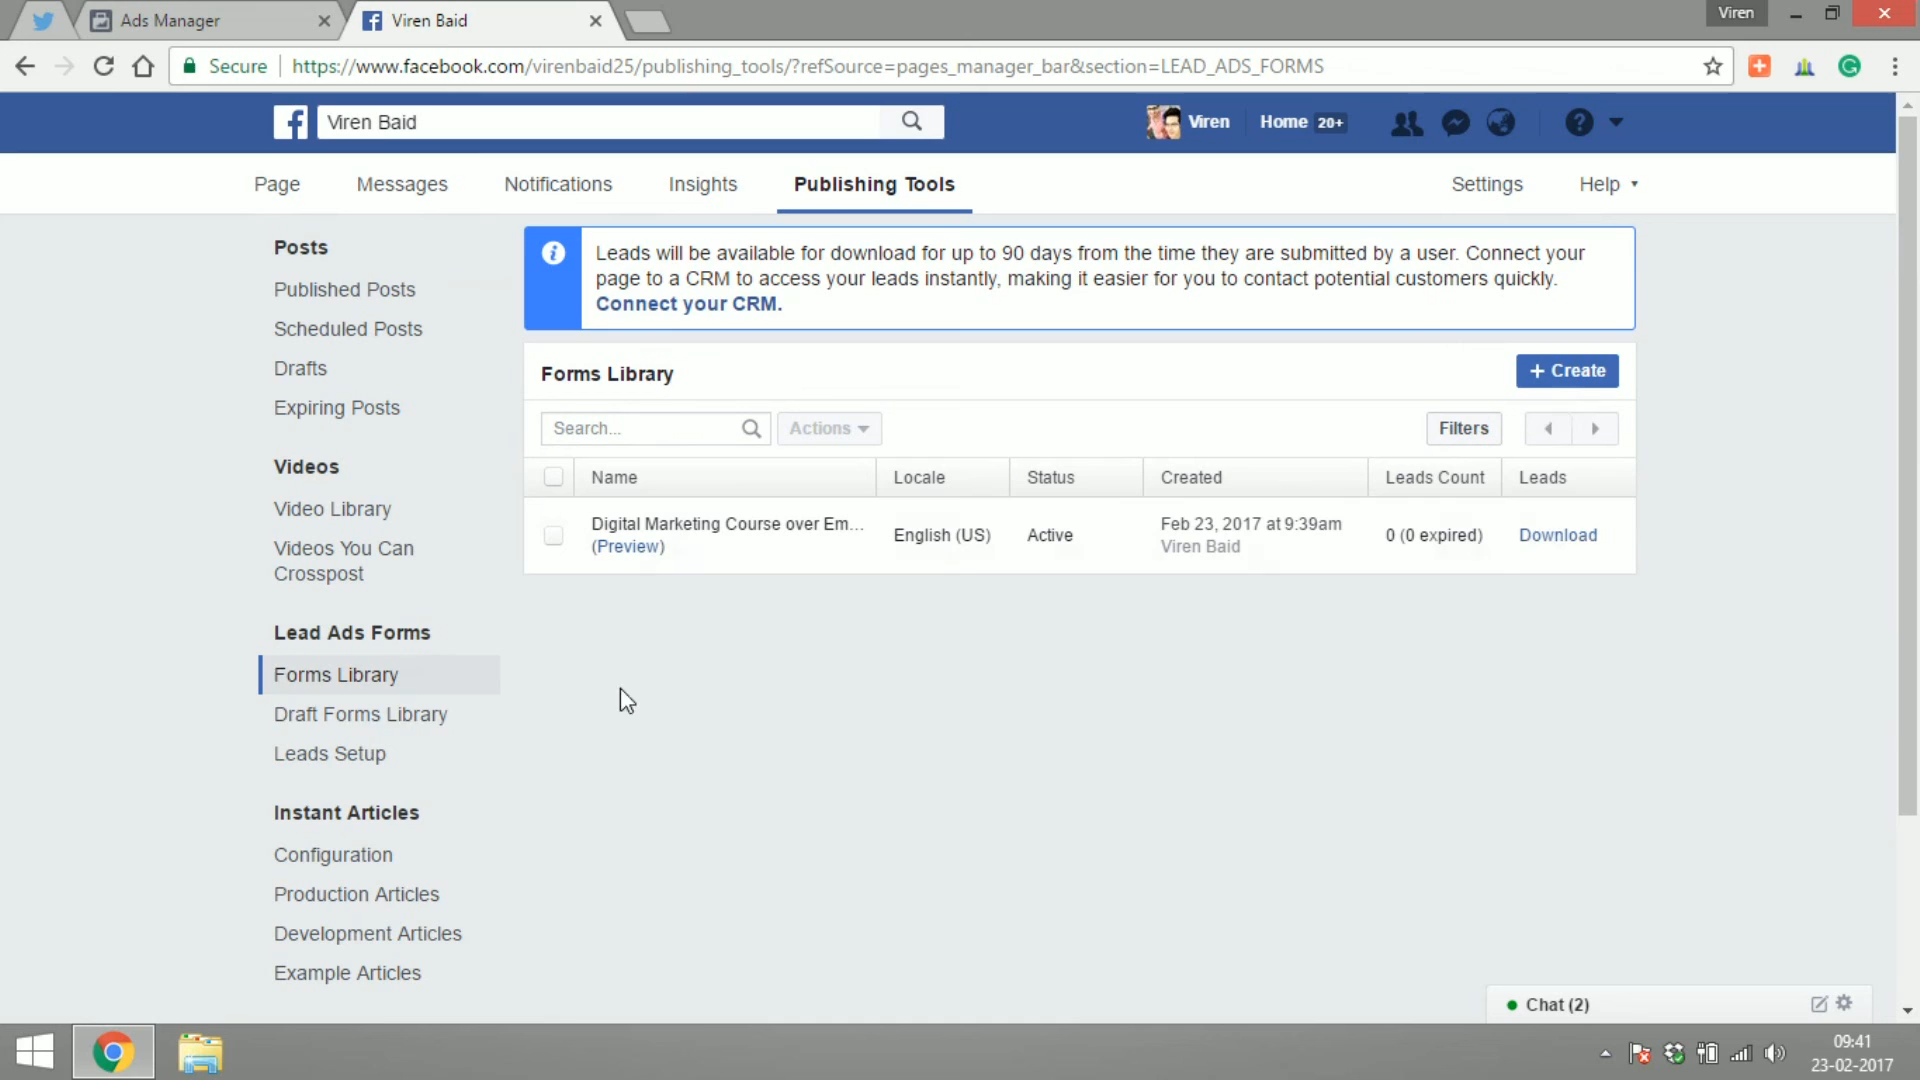 Ads Manager
Viren Baid
Viren
Secure
https://www.facebook.com/virenbaid25/publishing_tools/?refSource=pages_manager_bar&section=LEAD_ADS_FORMS
Viren Baid
Viren
Home 20+
Page
Messages
Notifications
Insights
Publishing Tools
Settings
Help
Posts
Published Posts
Scheduled Posts
Drafts
Expiring Posts
Videos
Video Library
Videos You Can
Crosspost
Lead Ads Forms
Forms Library
Draft Forms Library
Leads Setup
Instant Articles
Configuration
Production Articles
Development Articles
Example Articles
Leads will be available for download for up to 90 days from the time they are submitted by a user. Connect your
page to a CRM to access your leads instantly, making it easier for you to contact potential customers quickly.
Connect your CRM.
Forms Library
+ Create
Search...
Actions
Filters
Name
Locale
Status
Created
Leads Count
Leads
Digital Marketing Course over Em...
(Preview)
English (US)
Active
Feb 23, 2017 at 9:39am
Viren Baid
0 (0 expired)
Download
Chat (2)
09:41
23-02-2017